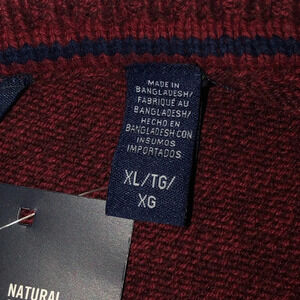 MADE IN
BANGLADESH/
FABRIQUÉ AU
BANGLADESH/
HECHO EN
BANGLADESH CON
INSUMOS
IMPORTADOS
XL/TG/
XG
NATURAL